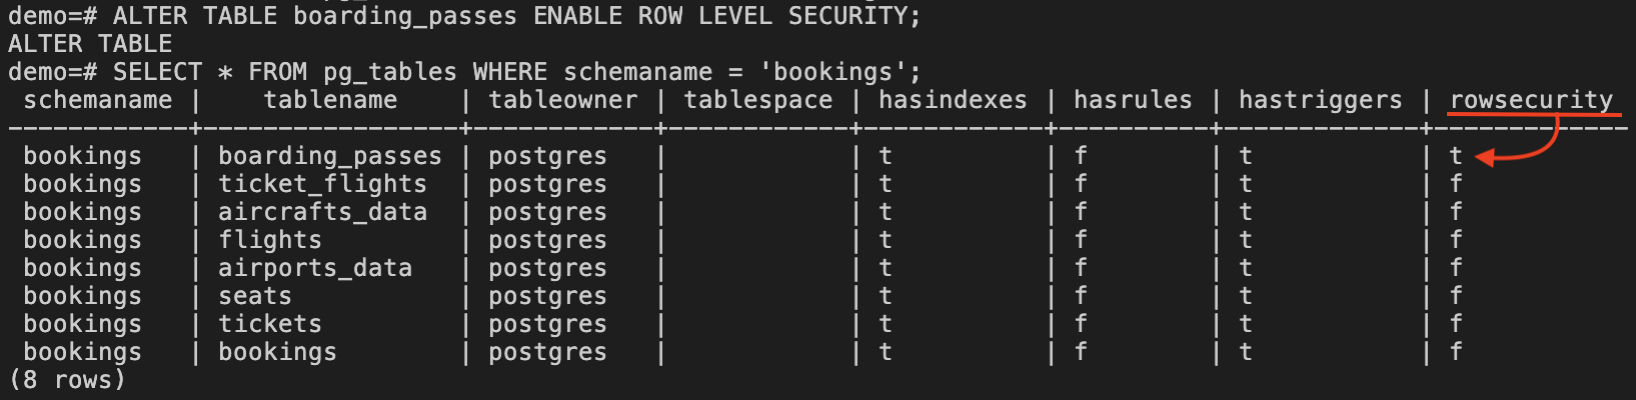 demo=# ALTER TABLE boarding_passes ENABLE ROW LEVEL SECURITY;
ALTER TABLE
demo=# SELECT * FROM pg_tables WHERE schemaname = 'bookings';
 schemaname |    tablename    | tableowner | tablespace | hasindexes | hasrules | hastriggers | rowsecurity
------------+-----------------+------------+------------+------------+----------+-------------+-------------
 bookings   | boarding_passes | postgres   |            | t          | f        | t           | t
 bookings   | ticket_flights  | postgres   |            | t          | f        | t           | f
 bookings   | aircrafts_data  | postgres   |            | t          | f        | t           | f
 bookings   | flights         | postgres   |            | t          | f        | t           | f
 bookings   | airports_data   | postgres   |            | t          | f        | t           | f
 bookings   | seats           | postgres   |            | t          | f        | t           | f
 bookings   | tickets         | postgres   |            | t          | f        | t           | f
 bookings   | bookings        | postgres   |            | t          | f        | t           | f
(8 rows)